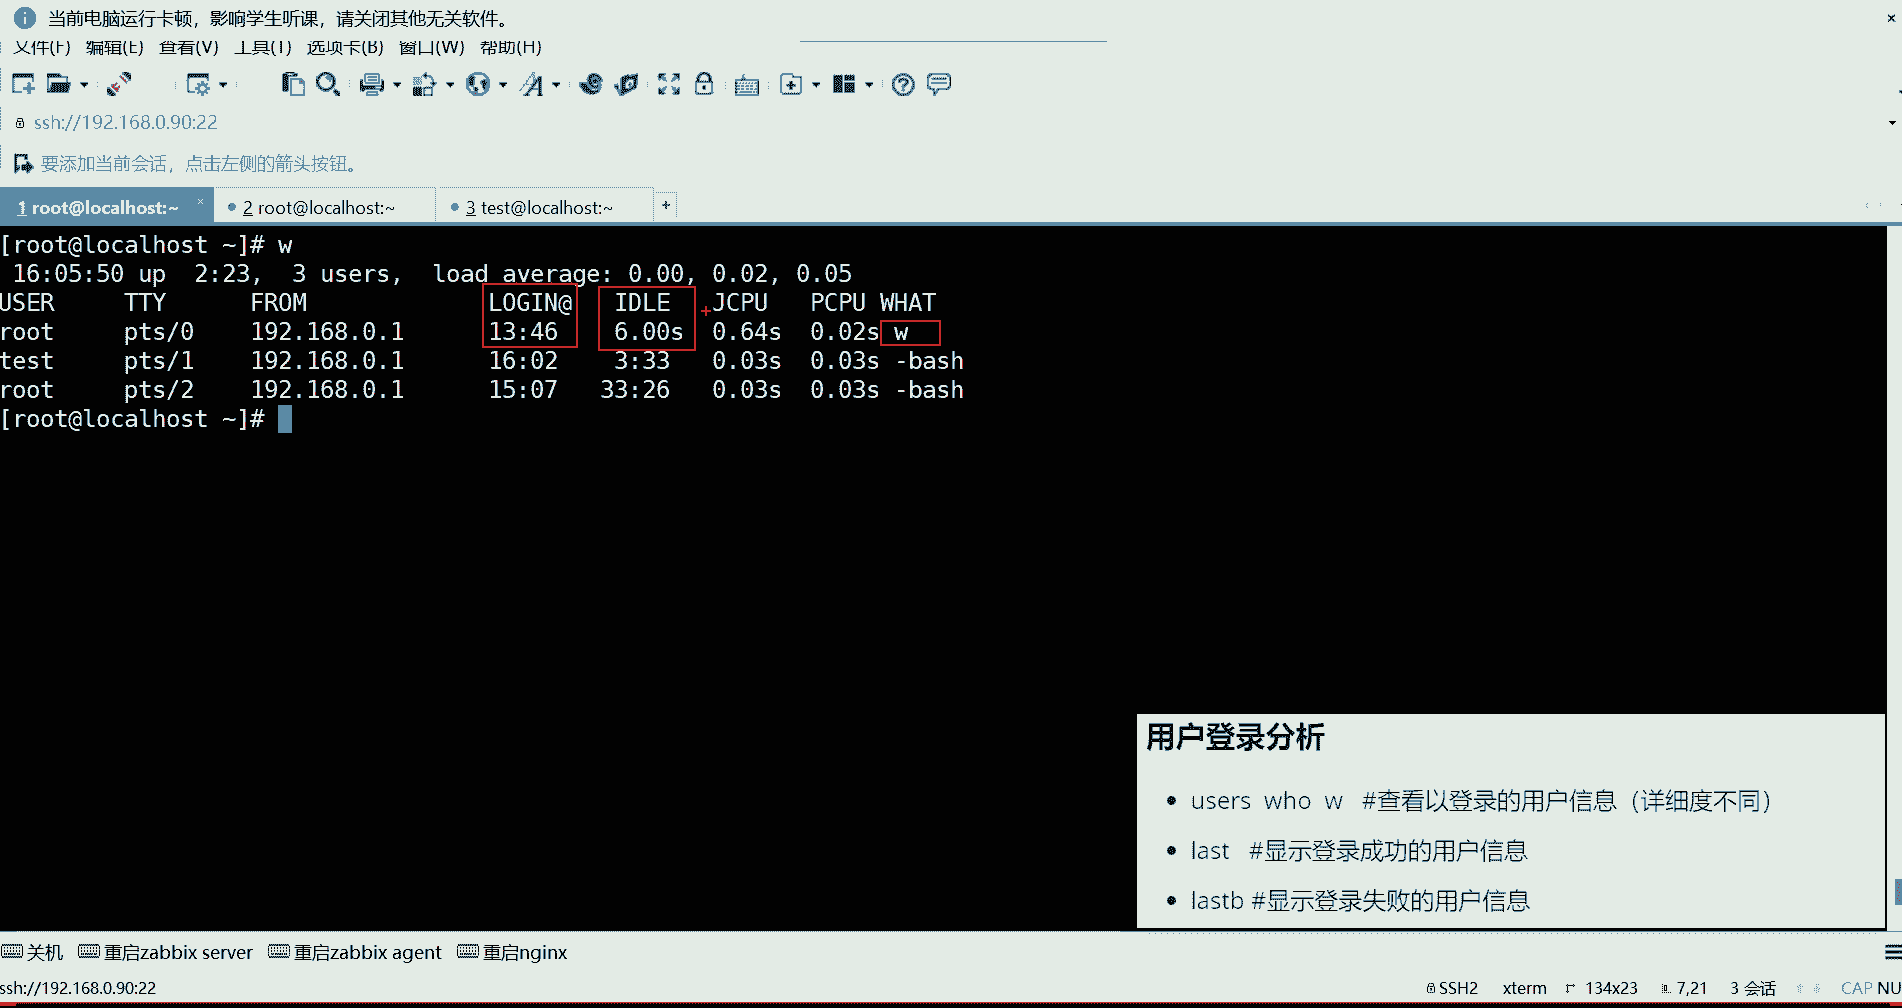 当前电脑运行卡顿，影响学生听课，请关闭其他无关软件。
文件(F) 编辑(E) 查看(V) 工具(T) 选项卡(B) 窗口(W) 帮助(H)
ssh://192.168.0.90:22
要添加当前会话，点击左侧的箭头按钮。
1 root@localhost:~ × 2 root@localhost:~ 3 test@localhost:~ +
[root@localhost ~]# w
16:05:50 up 2:23, 3 users, load average: 0.00, 0.02, 0.05
USER TTY FROM LOGIN@ IDLE JCPU PCPU WHAT
root pts/0 192.168.0.1 13:46 6.00s 0.64s 0.02s w
test pts/1 192.168.0.1 16:02 3:33 0.03s 0.03s -bash
root pts/2 192.168.0.1 15:07 33:26 0.03s 0.03s -bash
[root@localhost ~]#
用户登录分析
• users who w #查看以登录的用户信息（详细度不同）
• last #显示登录成功的用户信息
• lastb #显示登录失败的用户信息
关机 重启zabbix server 重启zabbix agent 重启nginx
ssh://192.168.0.90:22 SSH2 xterm 134x23 7,21 3 会话 CAP NU